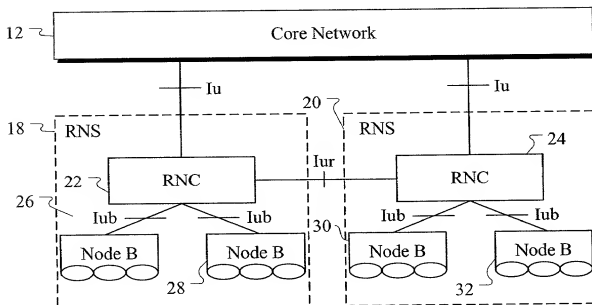 12
Core Network
Iu
Iu
18
RNS
20
RNS
24
Iur
22
RNC
RNC
26
Iub
Iub
Iub
Iub
Node B
Node B
30
Node B
Node B
28
32